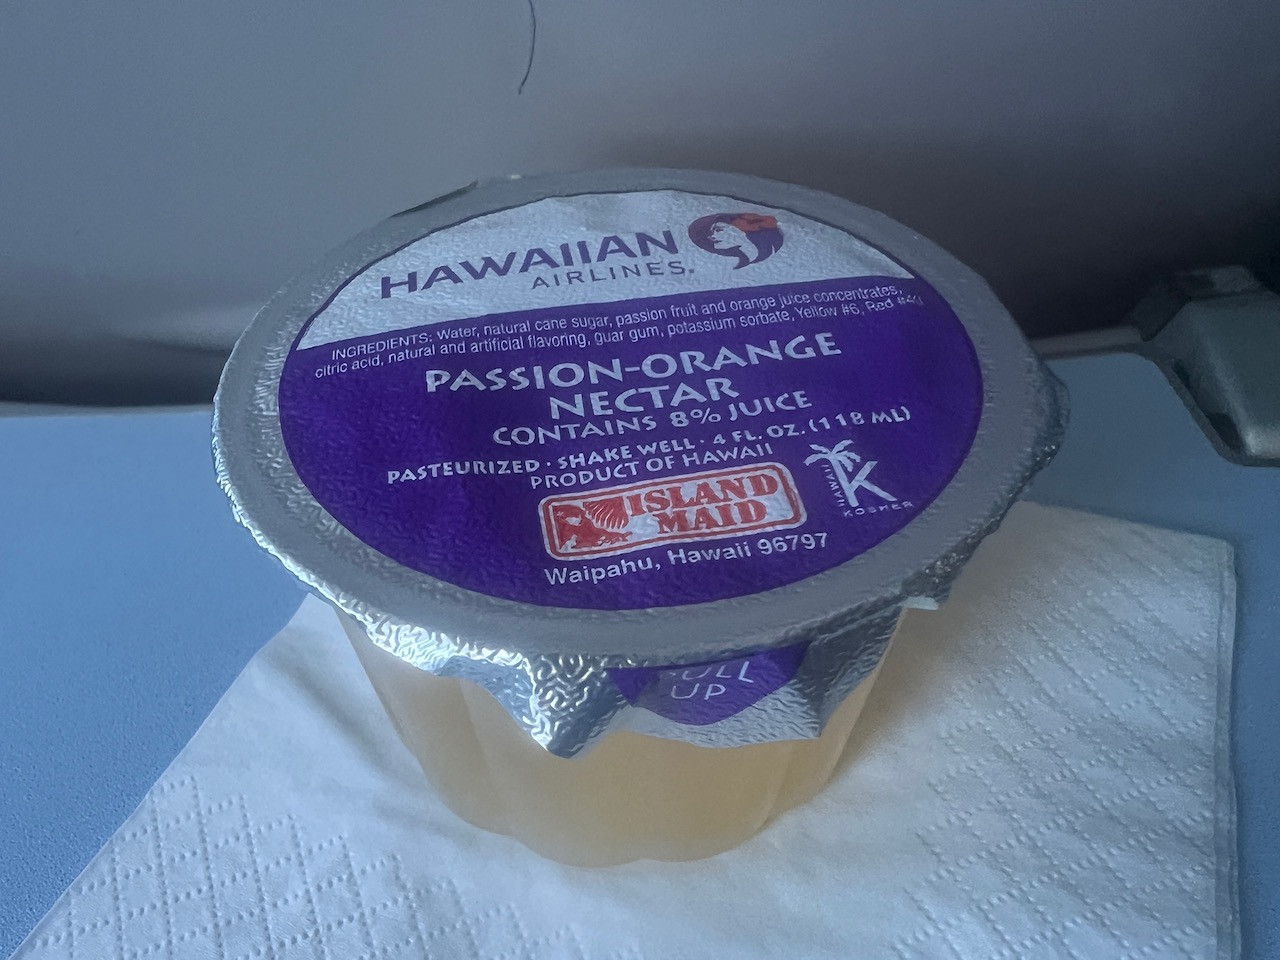 HAWAIIAN
AIRLINES®
INGREDIENTS: Water, natural cane sugar, passion fruit and orange juice concentrates,
citric acid, natural and artificial flavoring, guar gum, potassium sorbate, Yellow #6, Red #40
PASSION-ORANGE
NECTAR
CONTAINS 8% JUICE
PASTEURIZED · SHAKE WELL · 4 FL. OZ. (118 ML)
PRODUCT OF HAWAII
ISLAND
MAID
HAWAII
K
KOSHER
Waipahu, Hawaii 96797
PULL
UP